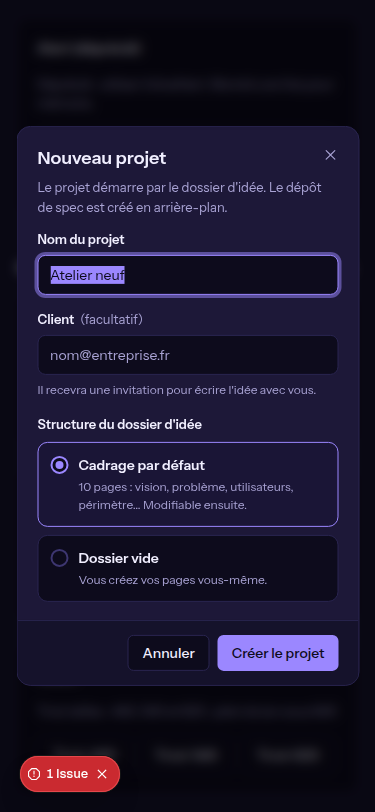 Nouveau projet
Le projet démarre par le dossier d'idée. Le dépôt
de spec est créé en arrière-plan.
Nom du projet
Atelier neuf
Client (facultatif)
nom@entreprise.fr
Il recevra une invitation pour écrire l'idée avec vous.
Structure du dossier d'idée
Cadrage par défaut
10 pages : vision, problème, utilisateurs,
périmètre… Modifiable ensuite.
Dossier vide
Vous créez vos pages vous-même.
Annuler
Créer le projet
1 Issue